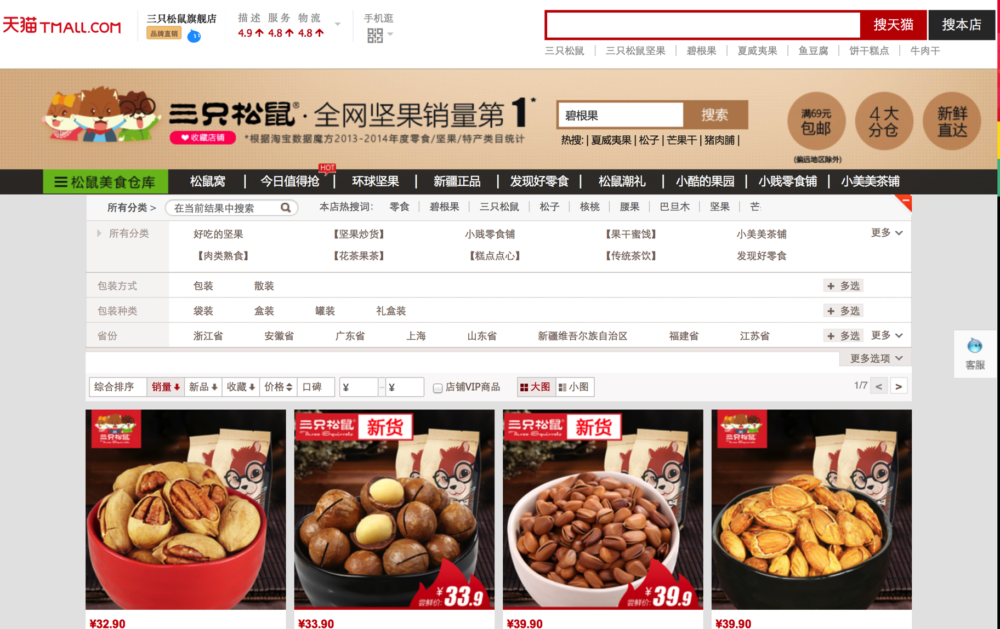 天猫 TMALL.COM
三只松鼠旗舰店
品牌直销
描述 服务 物流
4.9 4.8 4.8
手机逛
搜天猫 搜本店
三只松鼠 三只松鼠坚果 碧根果 夏威夷果 鱼豆腐 饼干糕点 牛肉干
三只松鼠® · 全网坚果销量第1*
收藏店铺
*根据淘宝数据魔方2013-2014年度零食/坚果/特产类目统计
碧根果 搜索
热搜: | 夏威夷果 | 松子 | 芒果干 | 猪肉脯 |
满69元
包邮
(偏远地区除外)
4大
分仓
新鲜
直达
松鼠美食仓库 松鼠窝 | 今日值得抢 HOT | 环球坚果 | 新疆正品 | 发现好零食 | 松鼠潮礼 | 小酷的果园 | 小贱零食铺 | 小美美茶铺
所有分类 > 在当前结果中搜索 本店热搜词: 零食 碧根果 三只松鼠 松子 核桃 腰果 巴旦木 坚果 芒
所有分类 好吃的坚果 【坚果炒货】 小贱零食铺 【果干蜜饯】 小美美茶铺 更多
【肉类熟食】 【花茶果茶】 【糕点点心】 【传统茶饮】 发现好零食
包装方式 包装 散装 + 多选
包装种类 袋装 盒装 罐装 礼盒装 + 多选
省份 浙江省 安徽省 广东省 上海 山东省 新疆维吾尔族自治区 福建省 江苏省 + 多选 更多
更多选项
客服
综合排序 销量 新品 收藏 价格 口碑 ¥ – ¥ 店铺VIP商品 大图 小图 1/7 < >
三只松鼠
Three Squirrels
三只松鼠® 新货
Three Squirrels
尝鲜价: ¥33.9
三只松鼠® 新货
Three Squirrels
尝鲜价: ¥39.9
三只松鼠
Three Squirrels
¥32.90 ¥33.90 ¥39.90 ¥39.90